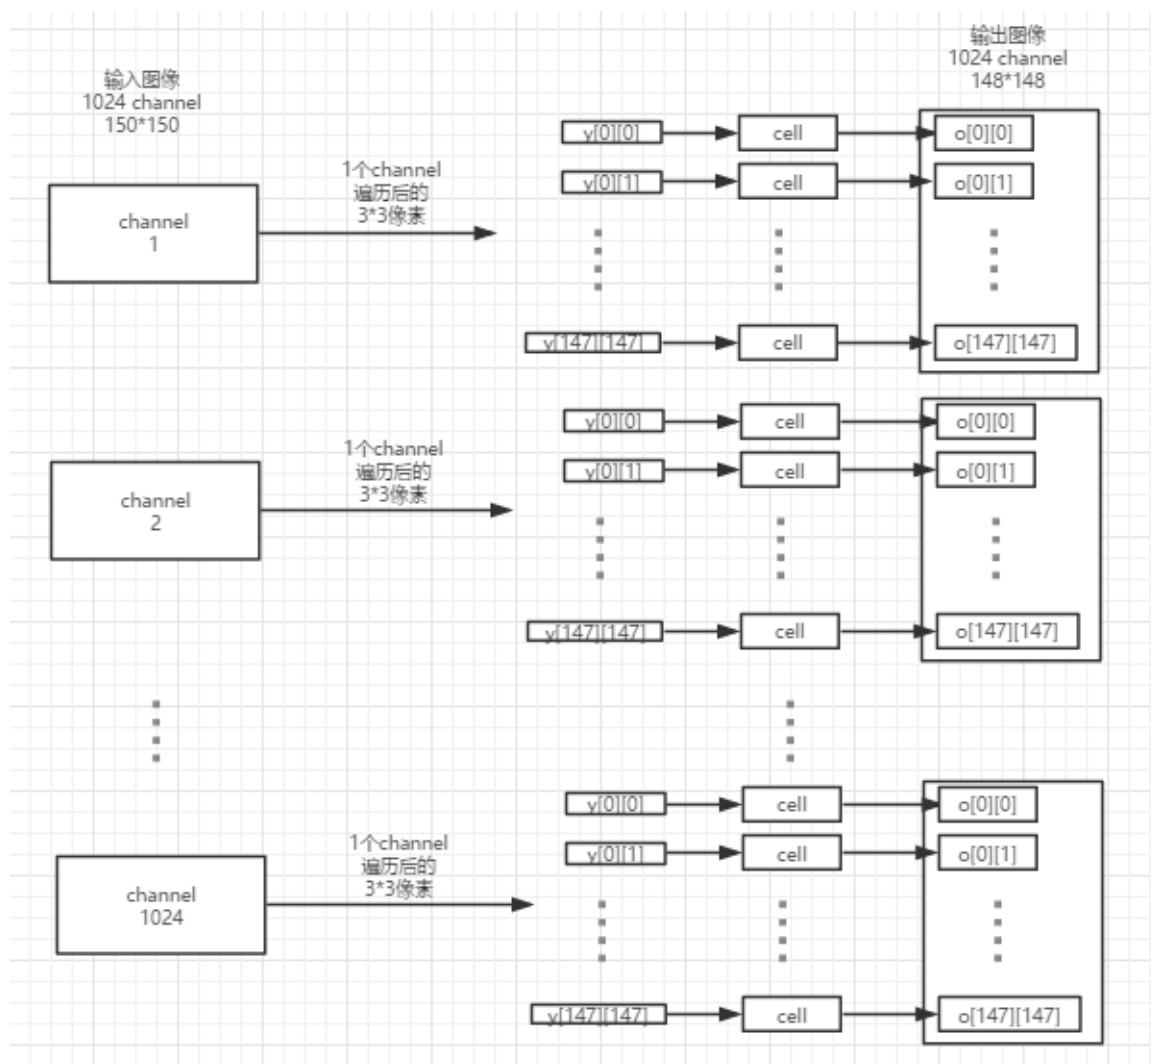 输入图像
1024 channel
150*150
输出图像
1024 channel
148*148
channel
1
1个channel
遍历后的
3*3像素
y[0][0]
cell
o[0][0]
y[0][1]
cell
o[0][1]
y[147][147]
cell
o[147][147]
channel
2
1个channel
遍历后的
3*3像素
y[0][0]
cell
o[0][0]
y[0][1]
cell
o[0][1]
y[147][147]
cell
o[147][147]
channel
1024
1个channel
遍历后的
3*3像素
y[0][0]
cell
o[0][0]
y[0][1]
cell
o[0][1]
y[147][147]
cell
o[147][147]